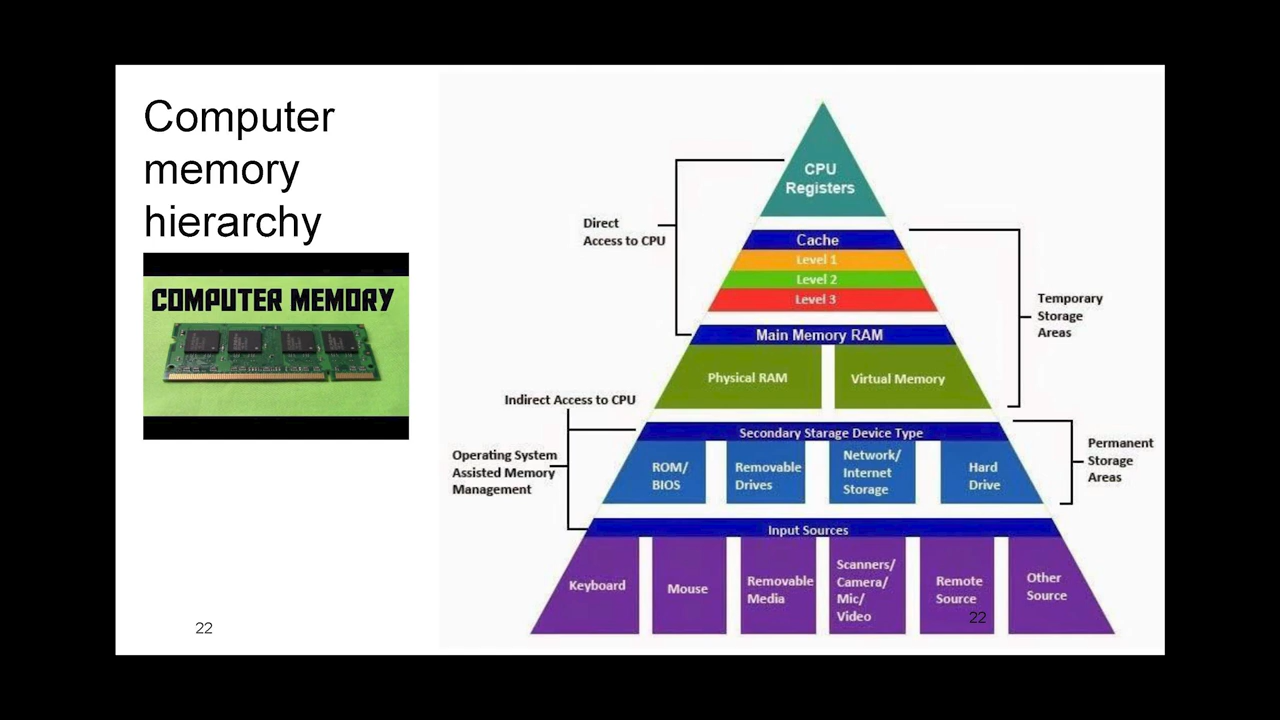 Computer
memory
hierarchy
COMPUTER MEMORY
22
CPU
Registers
Direct
Access to CPU
Cache
Level 1
Level 2
Level 3
Temporary
Storage
Areas
Main Memory RAM
Physical RAM
Virtual Memory
Indirect Access to CPU
Operating System
Assisted Memory
Management
Secondary Starage Device Type
ROM/
BIOS
Removable
Drives
Network/
Internet
Storage
Hard
Drive
Permanent
Storage
Areas
Input Sources
Keyboard
Mouse
Removable
Media
Scanners/
Camera/
Mic/
Video
Remote
Source
Other
Source
22